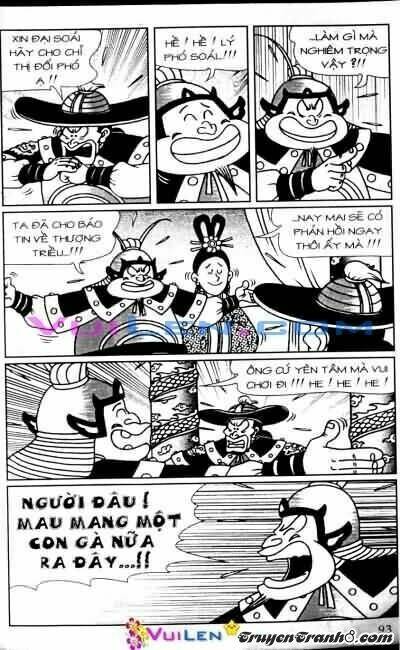 XIN ĐẠI SOÁI
HÃY CHO CHỈ
THỊ ĐỐI PHÓ
Ạ !!!
HỀ ! HỀ ! LÝ
PHÓ SOÁI...!!!
...LÀM GÌ MÀ
NGHIÊM TRỌNG
VẬY ?!!!
TA ĐÃ CHO BÁO
TIN VỀ THƯỢNG
TRIỀU...!!!
...NAY MAI SẼ CÓ
PHẢN HỒI NGAY
THÔI ẤY MÀ...!!!
VUILEN.COM
ÔNG CỨ YÊN TÂM MÀ VUI
CHƠI ĐI !!! HE ! HE ! HE !
NGƯỜI ĐÂU !
MAU MANG MỘT
CON GÀ NỮA
RA ĐÂY...!!
93
VUILEN
TruyenTranh8.com